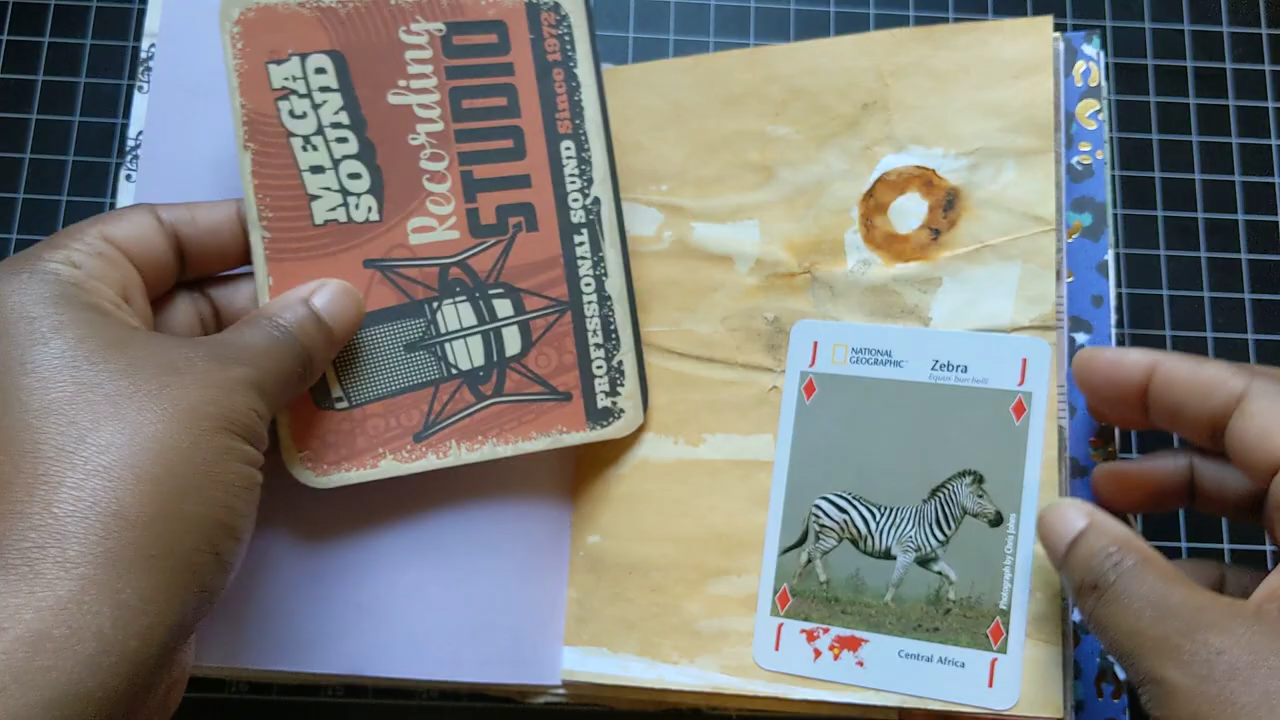 MEGA
SOUND
Recording
STUDIO
PROFESSIONAL SOUND Since 1972
J
NATIONAL
GEOGRAPHIC
Zebra
Equus burchelli
J
Photograph by Chris Johns
J
Central Africa
J